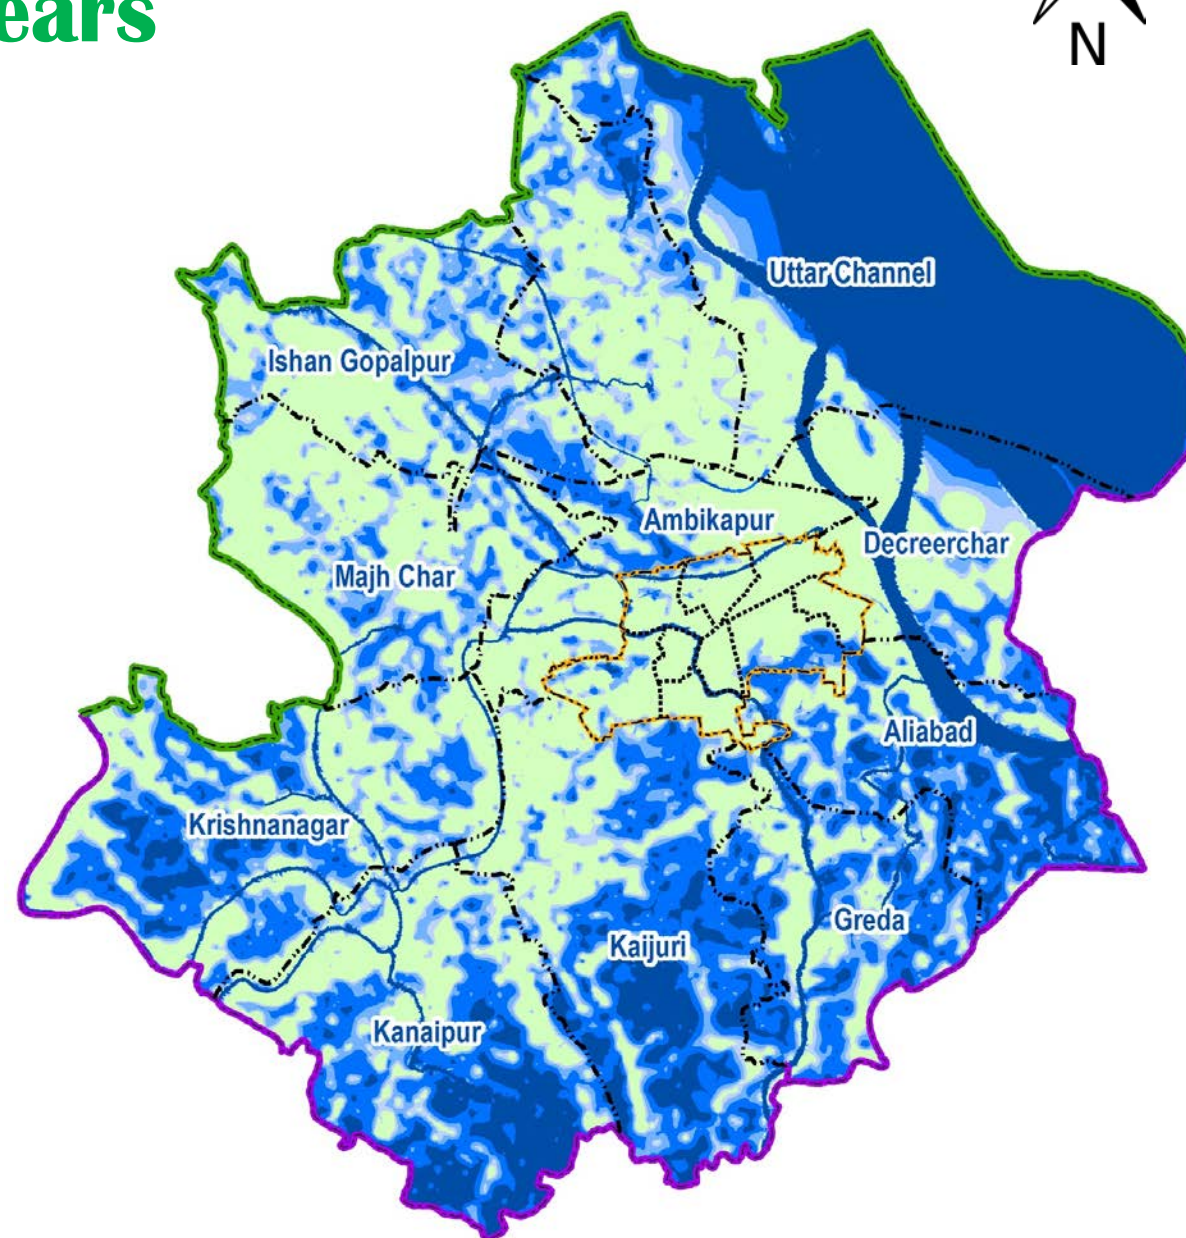 ears
N
Uttar Channel
Ishan Gopalpur
Ambikapur
Decreerchar
Majh Char
Aliabad
Krishnanagar
Greda
Kaijuri
Kanaipur